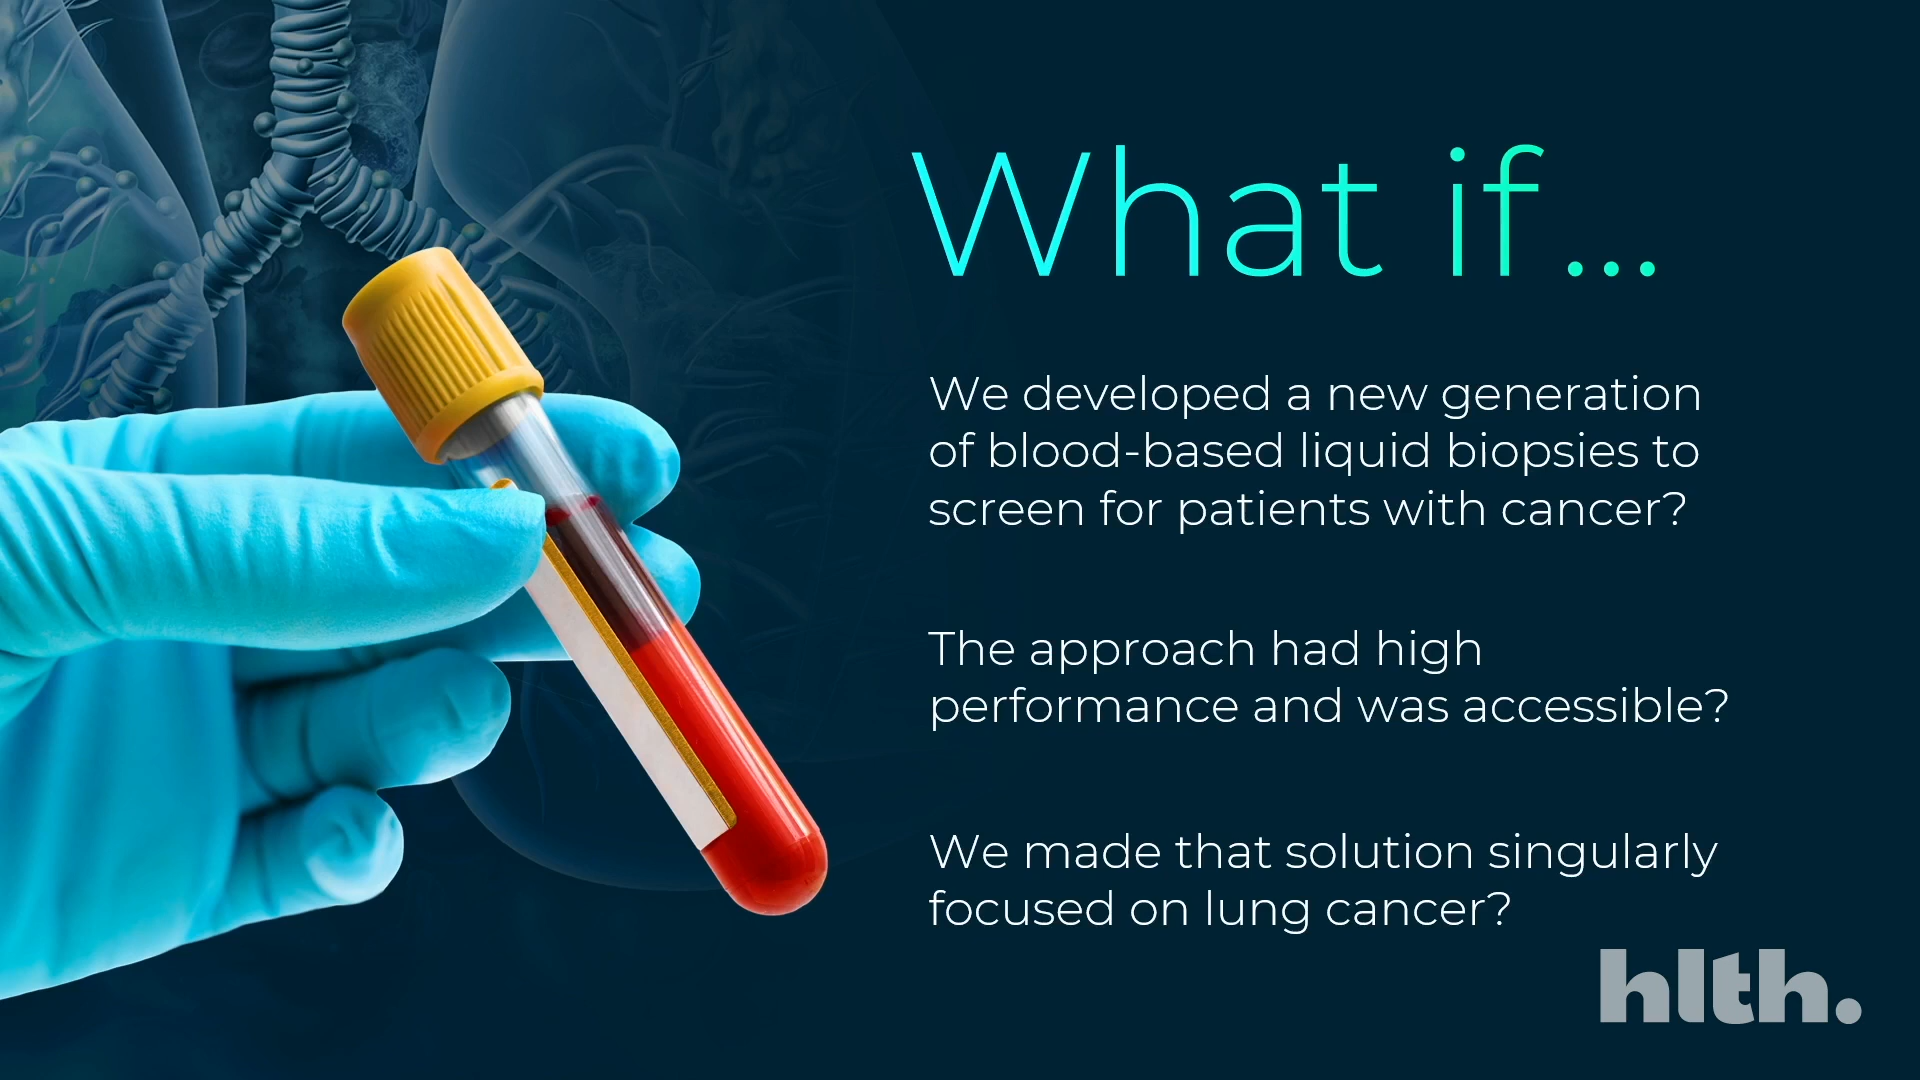 What if...
We developed a new generation
of blood-based liquid biopsies to
screen for patients with cancer?
The approach had high
performance and was accessible?
We made that solution singularly
focused on lung cancer?
hlth.